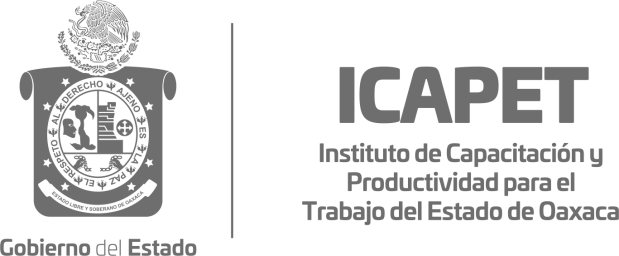 EL RESPETO AL DERECHO AJENO ES LA PAZ
ESTADO LIBRE Y SOBERANO DE OAXACA
Gobierno del Estado
ICAPET
Instituto de Capacitación y
Productividad para el
Trabajo del Estado de Oaxaca